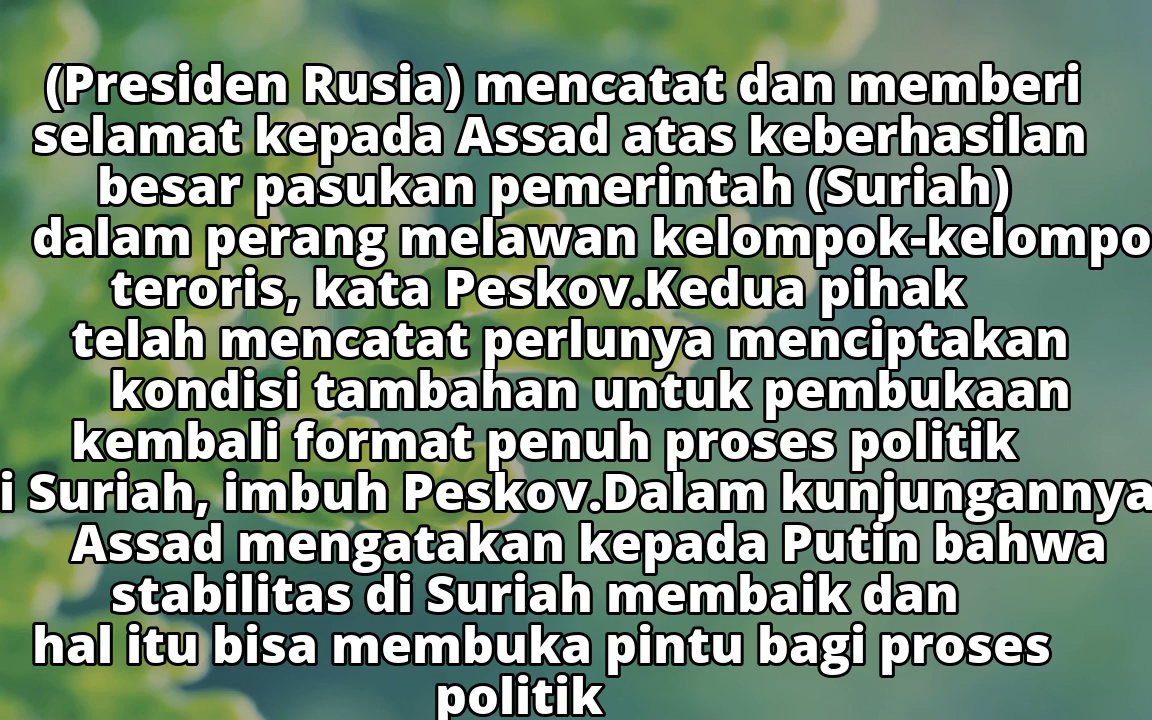 (Presiden Rusia) mencatat dan memberi
selamat kepada Assad atas keberhasilan
besar pasukan pemerintah (Suriah)
dalam perang melawan kelompok-kelompo
teroris, kata Peskov.Kedua pihak
telah mencatat perlunya menciptakan
kondisi tambahan untuk pembukaan
kembali format penuh proses politik
i Suriah, imbuh Peskov.Dalam kunjungannya
Assad mengatakan kepada Putin bahwa
stabilitas di Suriah membaik dan
hal itu bisa membuka pintu bagi proses
politik